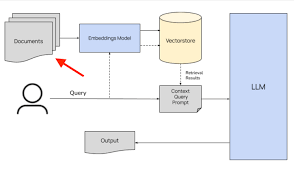 Documents
Embeddings Model
Vectorstore
Retrieval
Results
Query
Context
Query
Prompt
LLM
Output